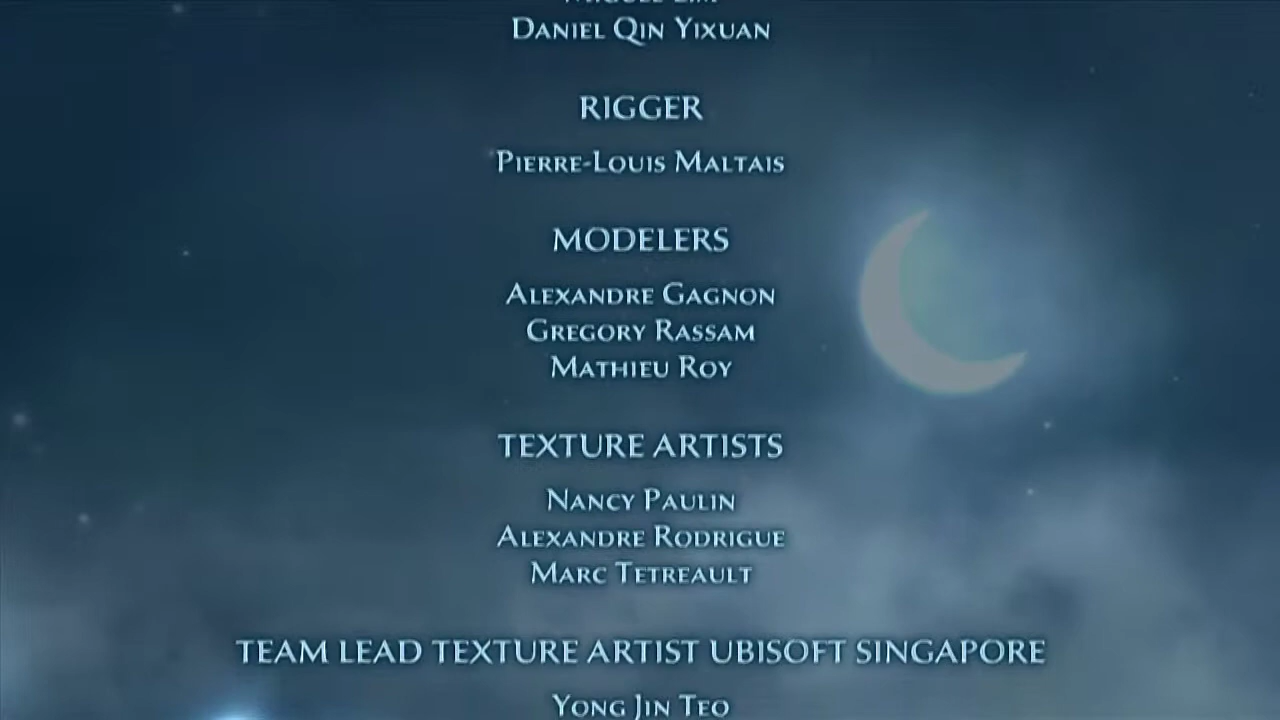 Daniel Qin Yixuan
RIGGER
Pierre-Louis Maltais
MODELERS
Alexandre Gagnon
Gregory Rassam
Mathieu Roy
TEXTURE ARTISTS
Nancy Paulin
Alexandre Rodrigue
Marc Tetreault
TEAM LEAD TEXTURE ARTIST UBISOFT SINGAPORE
Yong Jin Teo